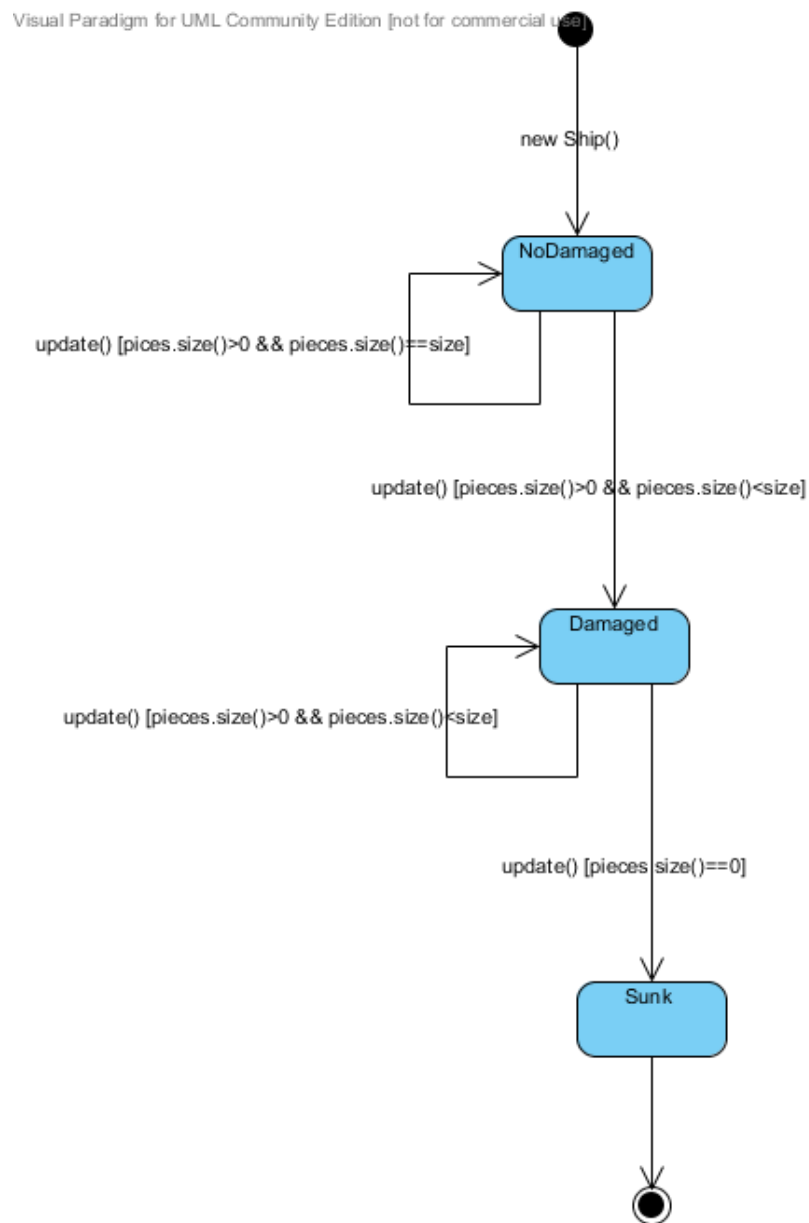 Visual Paradigm for UML Community Edition [not for commercial use]
new Ship()
NoDamaged
update() [pices.size()>0 && pieces.size()==size]
update() [pieces.size()>0 && pieces.size()<size]
Damaged
update() [pieces.size()>0 && pieces.size()<size]
update() [pieces.size()==0]
Sunk